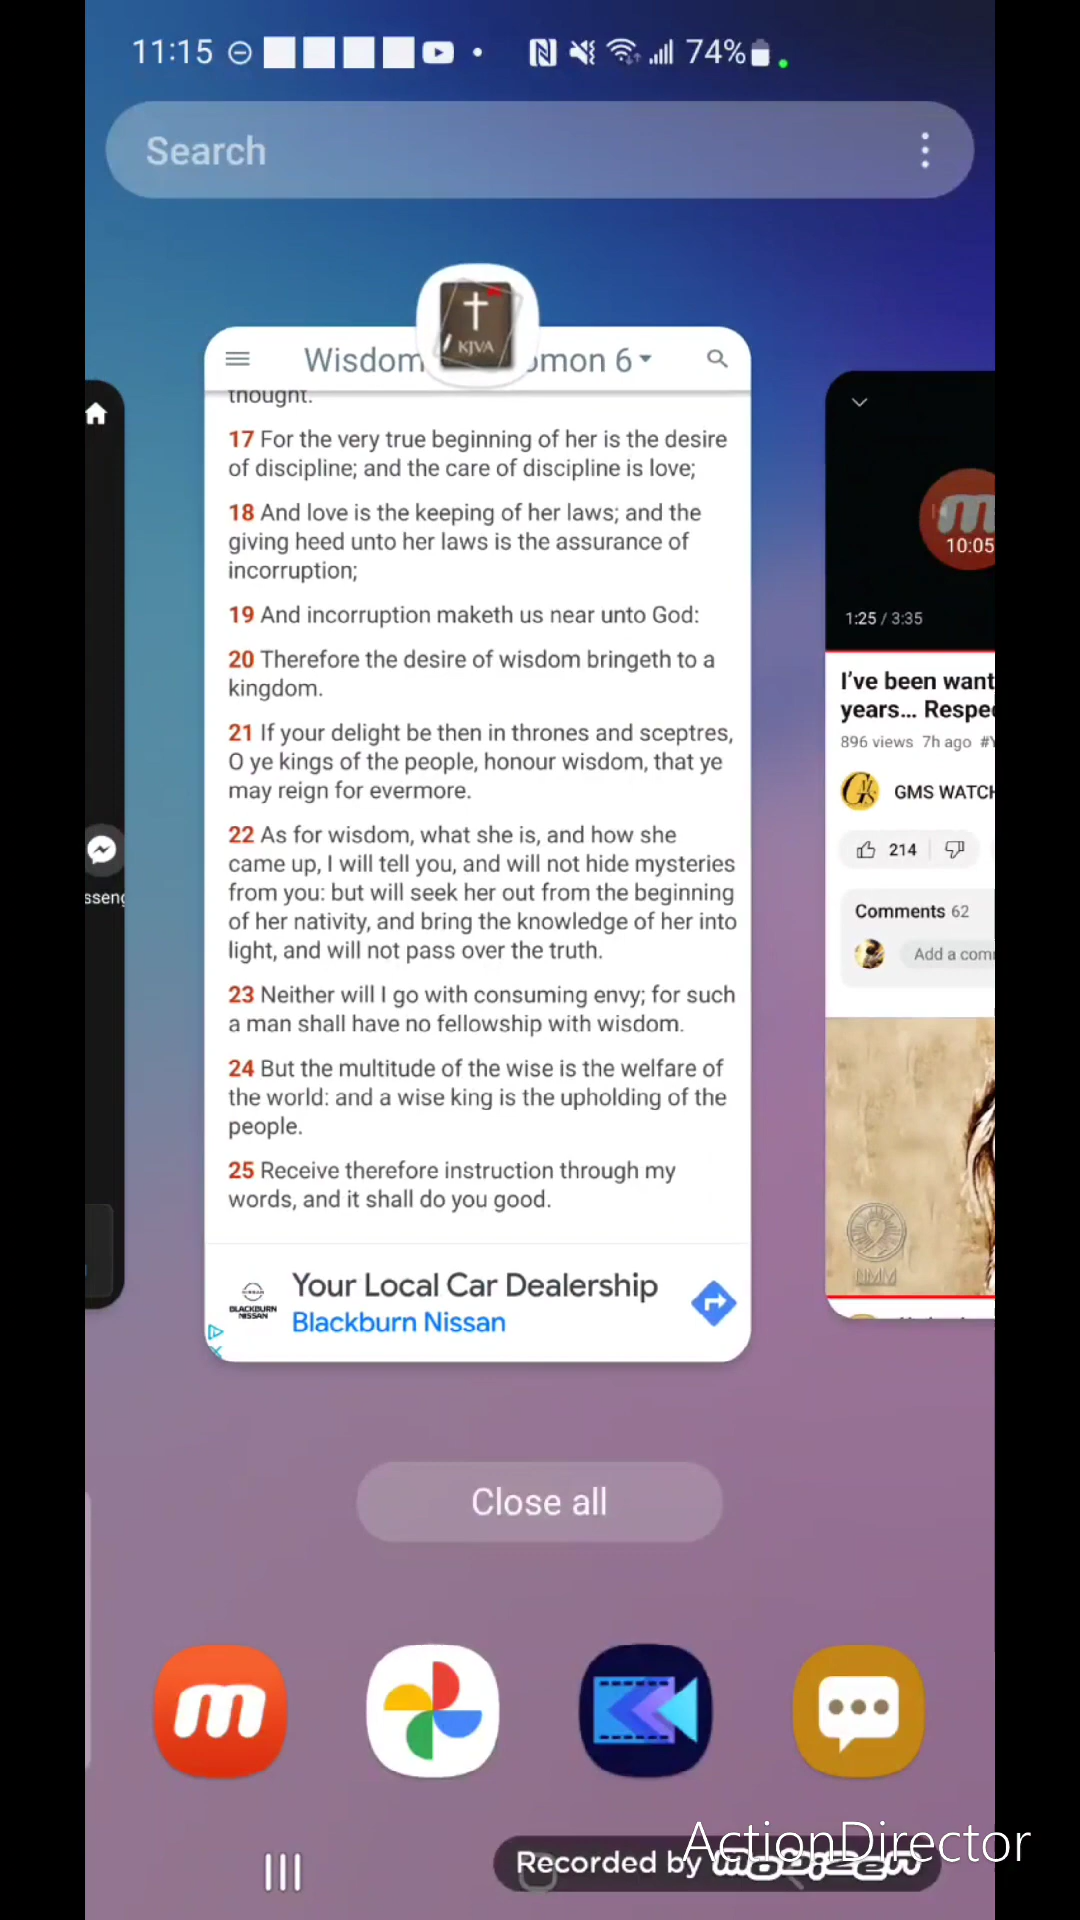 11:15
74%
Search
KJVA
Wisdom
omon 6
thought.
17 For the very true beginning of her is the desire
of discipline; and the care of discipline is love;
18 And love is the keeping of her laws; and the
giving heed unto her laws is the assurance of
incorruption;
19 And incorruption maketh us near unto God:
20 Therefore the desire of wisdom bringeth to a
kingdom.
21 If your delight be then in thrones and sceptres,
O ye kings of the people, honour wisdom, that ye
may reign for evermore.
22 As for wisdom, what she is, and how she
came up, I will tell you, and will not hide mysteries
from you: but will seek her out from the beginning
of her nativity, and bring the knowledge of her into
light, and will not pass over the truth.
23 Neither will I go with consuming envy; for such
a man shall have no fellowship with wisdom.
24 But the multitude of the wise is the welfare of
the world: and a wise king is the upholding of the
people.
25 Receive therefore instruction through my
words, and it shall do you good.
NISSAN
BLACKBURN
NISSAN
Your Local Car Dealership
Blackburn Nissan
sseng
10:05
1:25 / 3:35
I've been want
years... Respe
896 views 7h ago
GMS WATCH
214
Comments 62
Add a com
Close all
ActionDirector
Recorded by mobizen